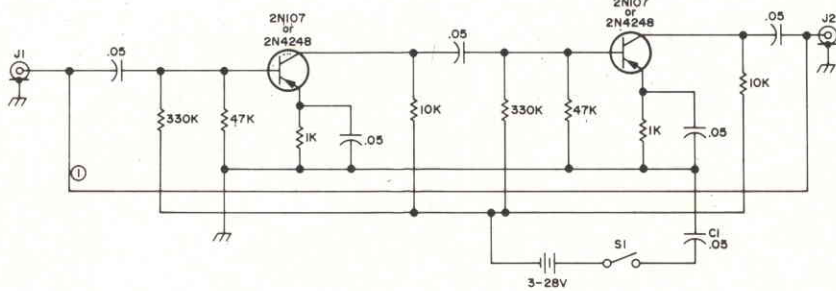 2N107
or
2N4248
2N107
or
2N4248
J1
.05
.05
.05
J2
330K
47K
1K
.05
10K
330K
47K
1K
.05
10K
1
C1
.05
S1
3-28V